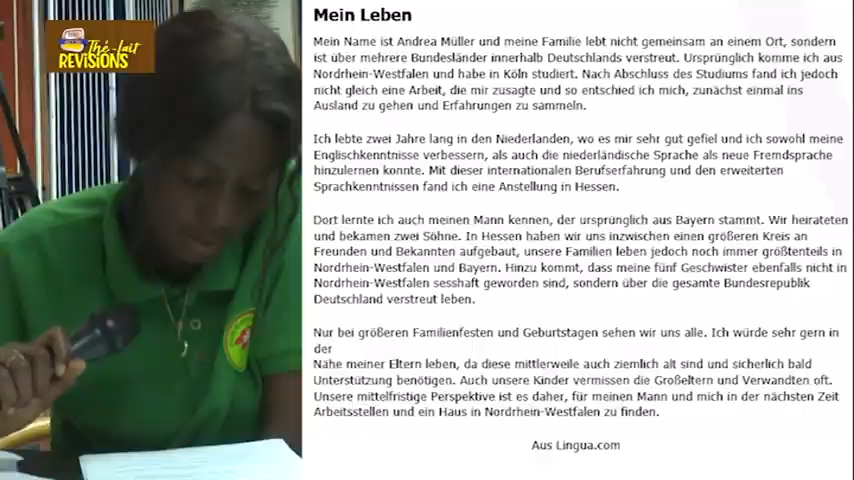 Thé-lait
REVISIONS
Mein Leben
Mein Name ist Andrea Müller und meine Familie lebt nicht gemeinsam an einem Ort, sondern
ist über mehrere Bundesländer innerhalb Deutschlands verstreut. Ursprünglich komme ich aus
Nordrhein-Westfalen und habe in Köln studiert. Nach Abschluss des Studiums fand ich jedoch
nicht gleich eine Arbeit, die mir zusagte und so entschied ich mich, zunächst einmal ins
Ausland zu gehen und Erfahrungen zu sammeln.
Ich lebte zwei Jahre lang in den Niederlanden, wo es mir sehr gut gefiel und ich sowohl meine
Englischkenntnisse verbessern, als auch die niederländische Sprache als neue Fremdsprache
hinzulernen konnte. Mit dieser internationalen Berufserfahrung und den erweiterten
Sprachkenntnissen fand ich eine Anstellung in Hessen.
Dort lernte ich auch meinen Mann kennen, der ursprünglich aus Bayern stammt. Wir heirateten
und bekamen zwei Söhne. In Hessen haben wir uns inzwischen einen größeren Kreis an
Freunden und Bekannten aufgebaut, unsere Familien leben jedoch noch immer größtenteils in
Nordrhein-Westfalen und Bayern. Hinzu kommt, dass meine fünf Geschwister ebenfalls nicht in
Nordrhein-Westfalen sesshaft geworden sind, sondern über die gesamte Bundesrepublik
Deutschland verstreut leben.
Nur bei größeren Familienfesten und Geburtstagen sehen wir uns alle. Ich würde sehr gern in
der
Nähe meiner Eltern leben, da diese mittlerweile auch ziemlich alt sind und sicherlich bald
Unterstützung benötigen. Auch unsere Kinder vermissen die Großeltern und Verwandten oft.
Unsere mittelfristige Perspektive ist es daher, für meinen Mann und mich in der nächsten Zeit
Arbeitsstellen und ein Haus in Nordrhein-Westfalen zu finden.
Aus Lingua.com